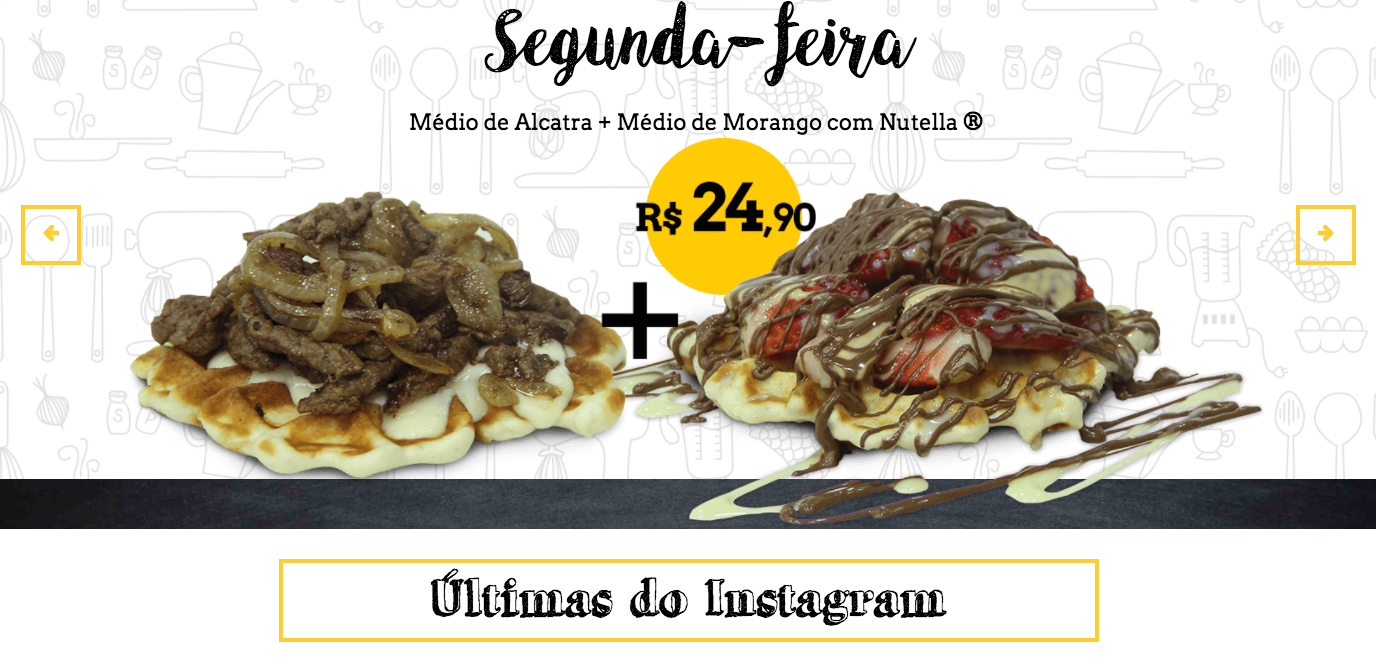 Segunda-feira
Médio de Alcatra + Médio de Morango com Nutella ®
R$ 24,90
+
Últimas do Instagram